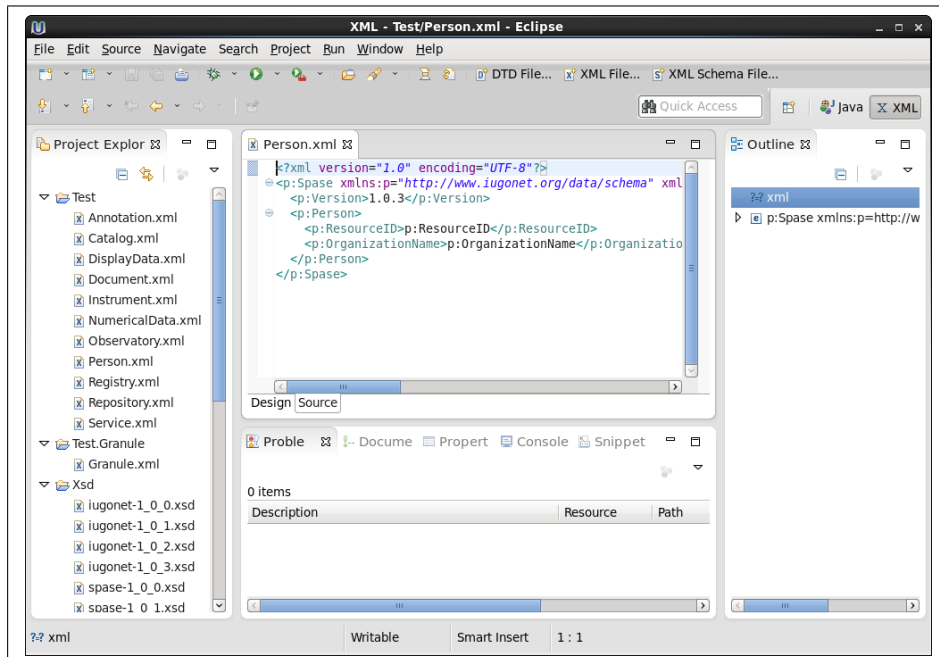 XML - Test/Person.xml - Eclipse
File Edit Source Navigate Search Project Run Window Help
DTD File... XML File... XML Schema File...
Quick Access Java XML
Project Explor
Test
Annotation.xml
Catalog.xml
DisplayData.xml
Document.xml
Instrument.xml
NumericalData.xml
Observatory.xml
Person.xml
Registry.xml
Repository.xml
Service.xml
Test.Granule
Granule.xml
Xsd
iugonet-1_0_0.xsd
iugonet-1_0_1.xsd
iugonet-1_0_2.xsd
iugonet-1_0_3.xsd
spase-1_0_0.xsd
spase-1_0_1.xsd
Person.xml
<?xml version="1.0" encoding="UTF-8"?>
<p:Spase xmlns:p="http://www.iugonet.org/data/schema" xml
<p:Version>1.0.3</p:Version>
<p:Person>
<p:ResourceID>p:ResourceID</p:ResourceID>
<p:OrganizationName>p:OrganizationName</p:Organizatio
</p:Person>
</p:Spase>
Design Source
Proble Docume Propert Console Snippet
0 items
Description Resource Path
Outline
?=? xml
p:Spase xmlns:p=http://w
?=? xml Writable Smart Insert 1 : 1